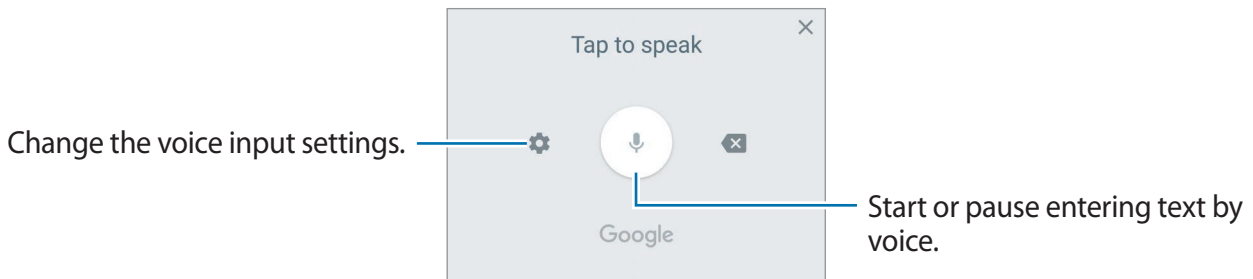 Tap to speak
Change the voice input settings.
Start or pause entering text by
voice.
Google